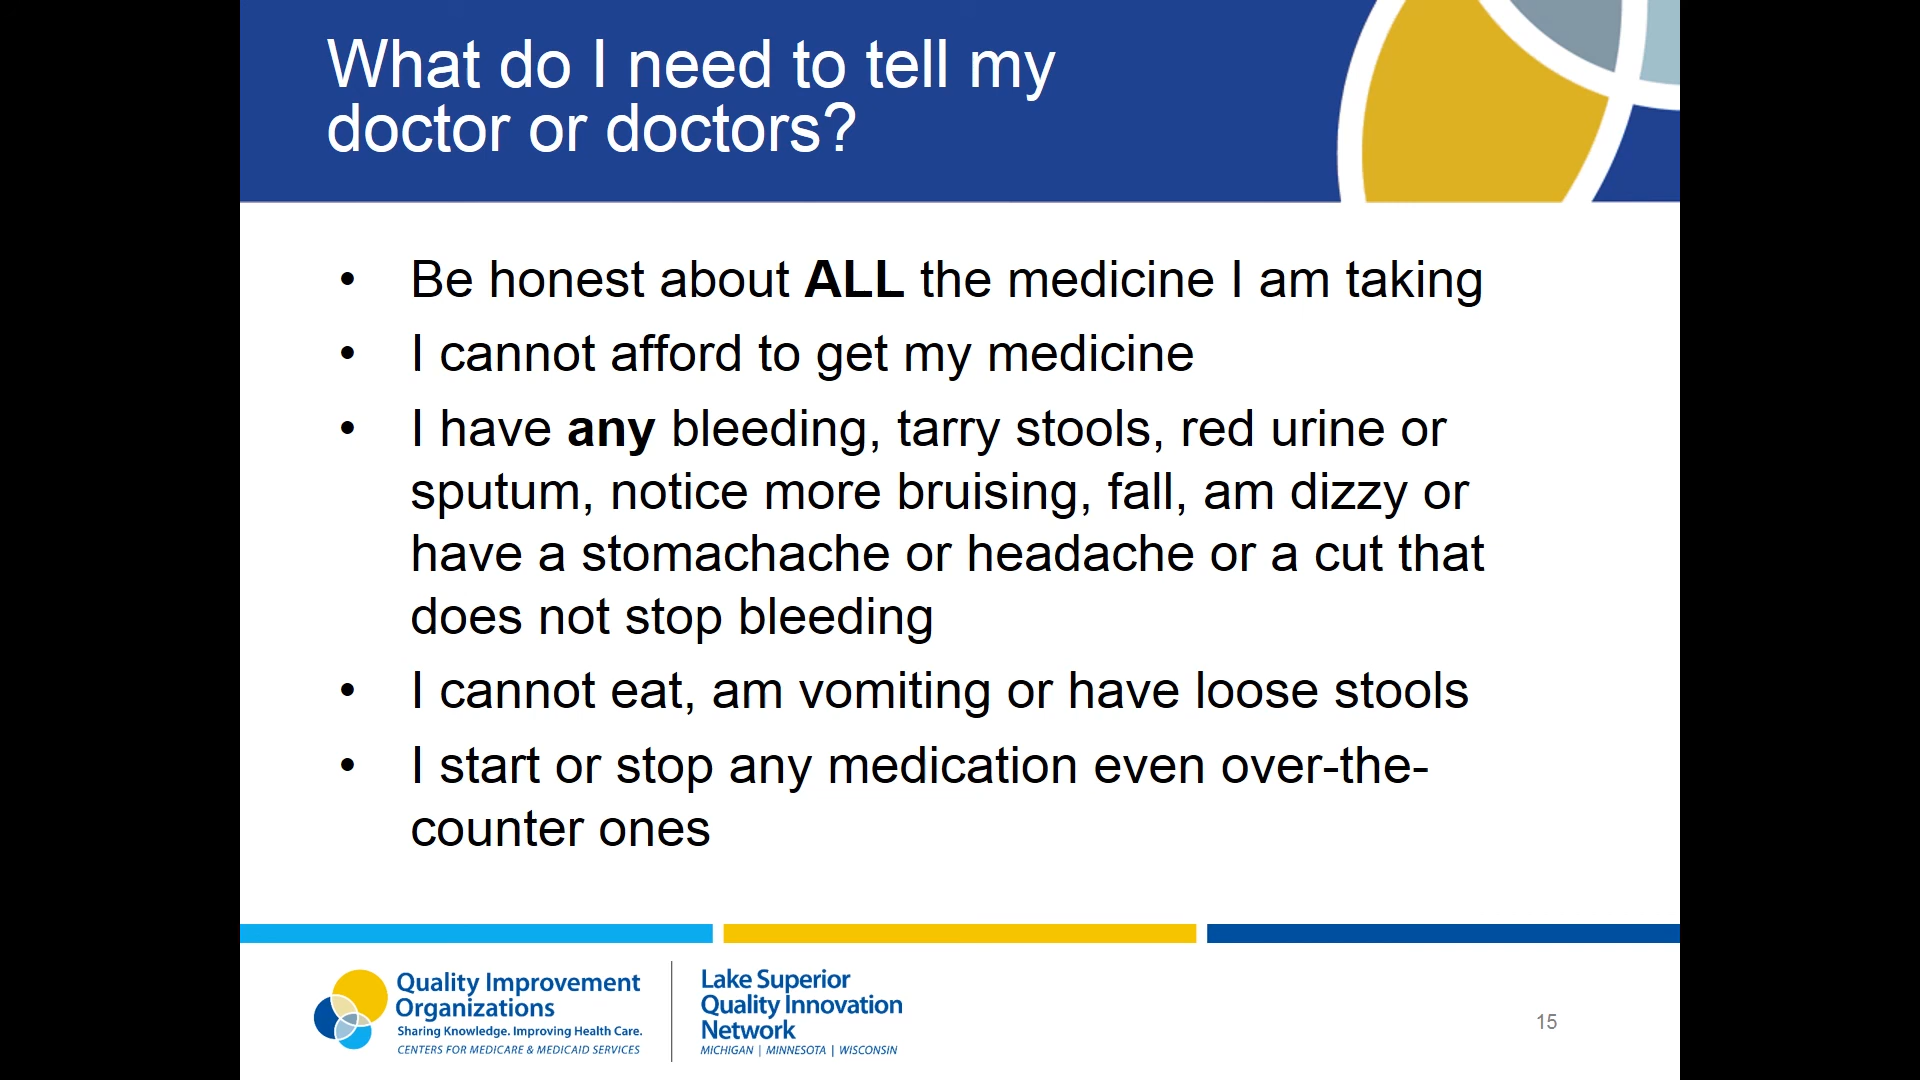 What do I need to tell my
doctor or doctors?
• Be honest about ALL the medicine I am taking
• I cannot afford to get my medicine
• I have any bleeding, tarry stools, red urine or
sputum, notice more bruising, fall, am dizzy or
have a stomachache or headache or a cut that
does not stop bleeding
• I cannot eat, am vomiting or have loose stools
• I start or stop any medication even over-the-
counter ones
Quality Improvement
Organizations
Sharing Knowledge. Improving Health Care.
CENTERS FOR MEDICARE & MEDICAID SERVICES
Lake Superior
Quality Innovation
Network
MICHIGAN | MINNESOTA | WISCONSIN
15